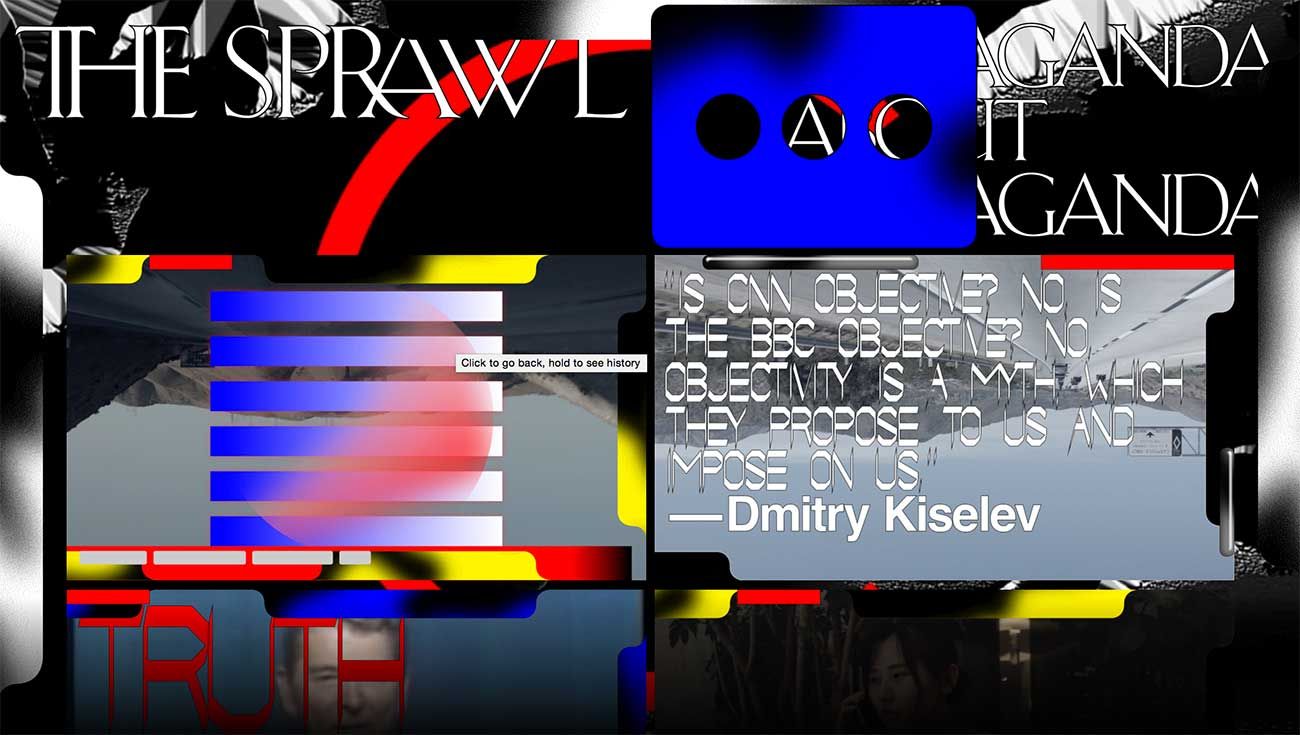 THE SPRAWL
AGANDA
UT
AGANDA
A C
"IS CNN OBJECTIVE? NO IS
THE BBC OBJECTIVE? NO
OBJECTIVITY IS A MYTH, WHICH
THEY PROPOSE TO US AND
IMPOSE ON US."
—Dmitry Kiselev
Click to go back, hold to see history
TRUTH